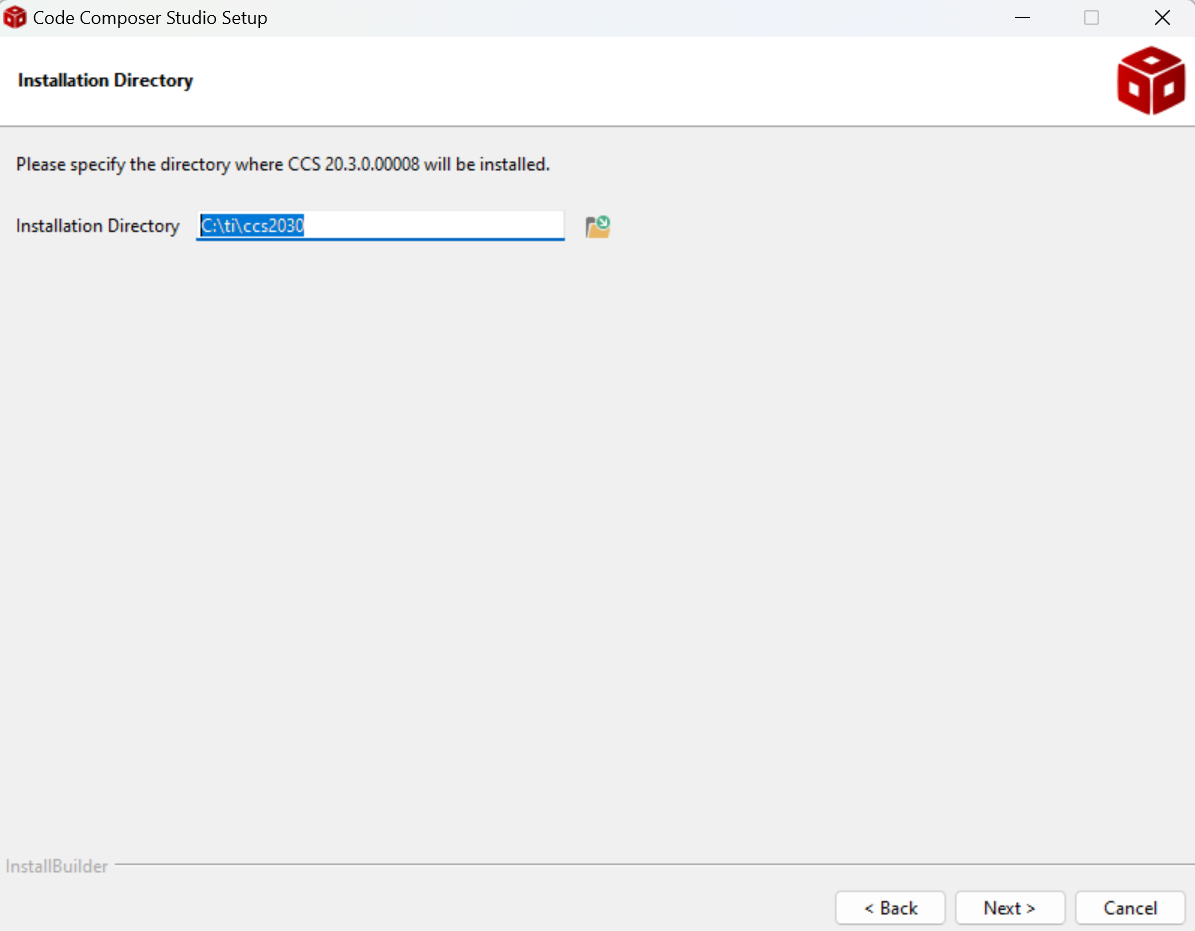 Code Composer Studio Setup
Installation Directory
Please specify the directory where CCS 20.3.0.00008 will be installed.
Installation Directory C:\ti\ccs2030
InstallBuilder
< Back Next > Cancel